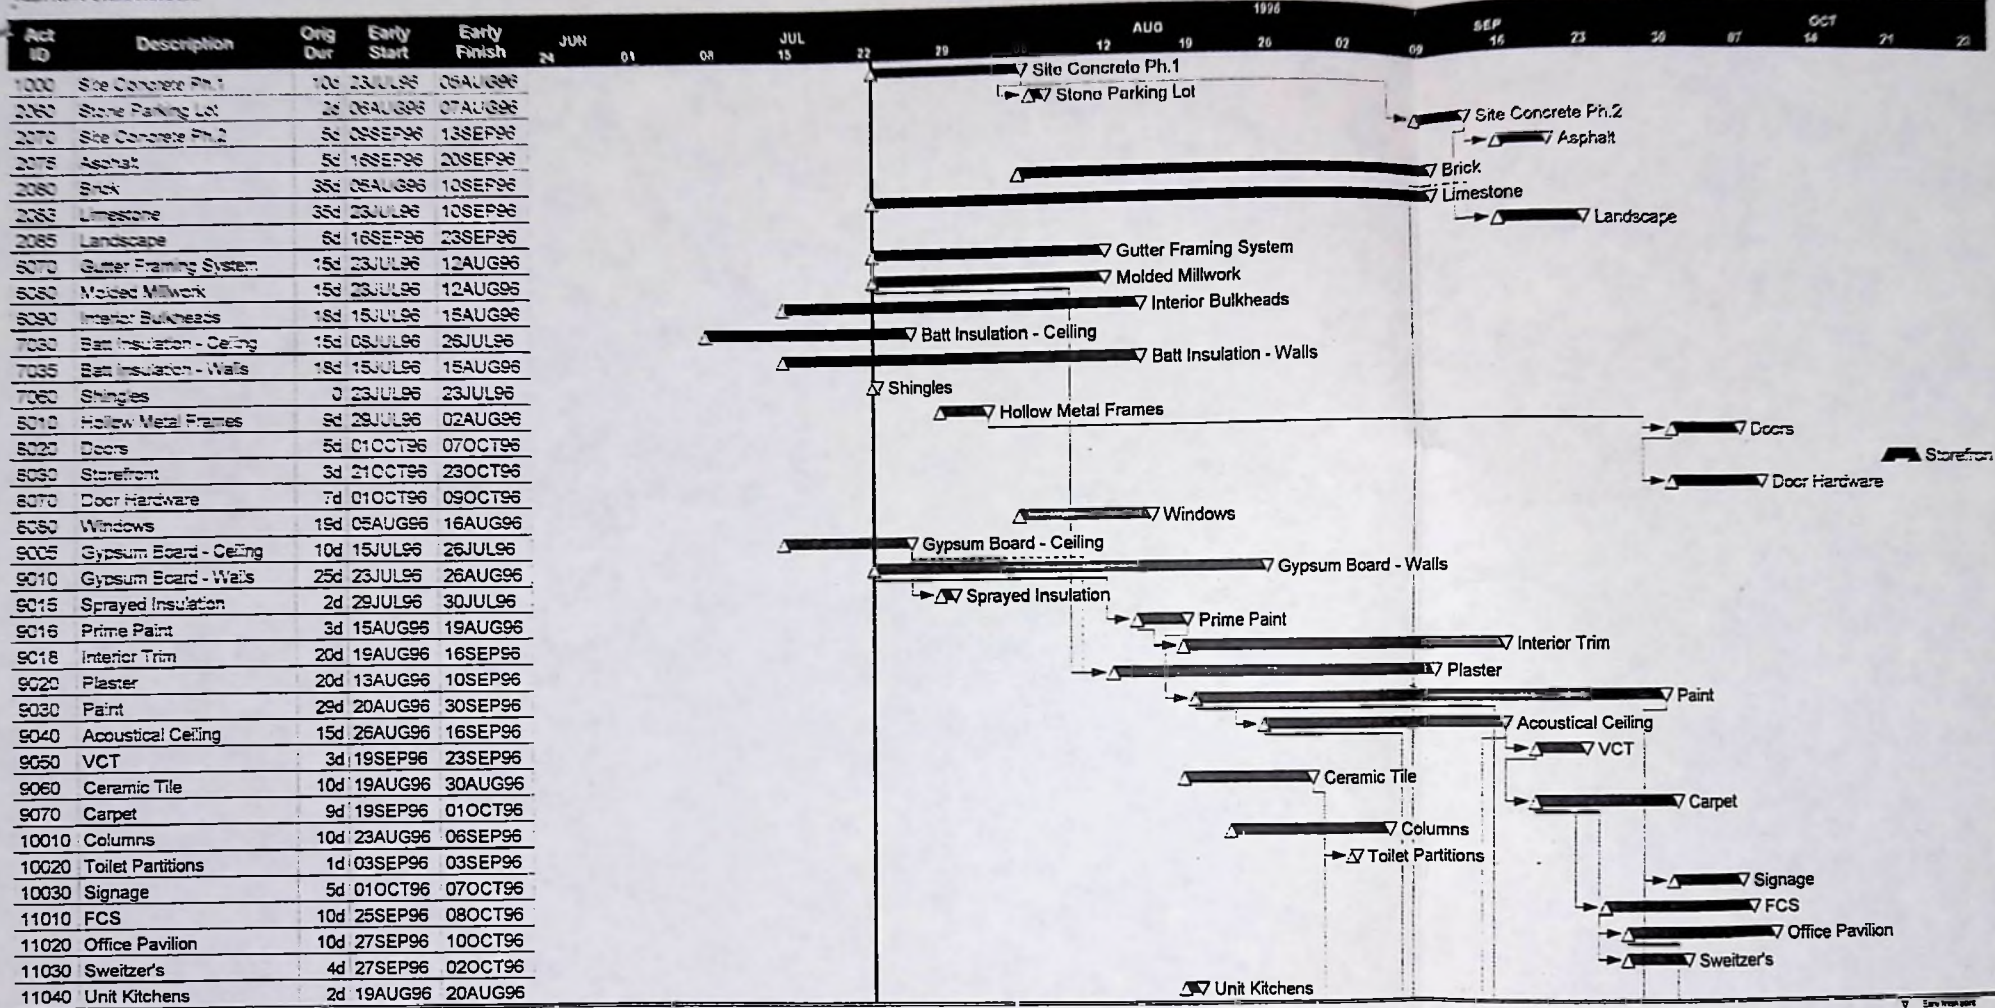 1996
JUN JUL AUG SEP OCT
Act ID Description Orig Dur Early Start Early Finish 24 01 08 15 22 29 12 19 26 02 09 16 23 30 07 14 21
1000 Site Concrete Ph.1 10d 23JUL96 05AUG96 Site Concrete Ph.1
2060 Stone Parking Lot 2d 06AUG96 07AUG96 Stone Parking Lot
2070 Site Concrete Ph.2 5d 09SEP96 13SEP96 Site Concrete Ph.2
2075 Asphalt 5d 16SEP96 20SEP96 Asphalt
2080 Brick 35d 05AUG96 10SEP96 Brick
2083 Limestone 35d 23JUL96 10SEP96 Limestone
2085 Landscape 6d 16SEP96 23SEP96 Landscape
Gutter Framing System 15d 23JUL96 12AUG96 Gutter Framing System
Molded Millwork 15d 23JUL96 12AUG96 Molded Millwork
Interior Bulkheads 18d 15JUL96 15AUG96 Interior Bulkheads
7030 Batt Insulation - Ceiling 15d 08JUL96 26JUL96 Batt Insulation - Ceiling
7035 Batt Insulation - Walls 18d 15JUL96 15AUG96 Batt Insulation - Walls
7060 Shingles 0 23JUL96 23JUL96 Shingles
8010 Hollow Metal Frames 29JUL96 02AUG96 Hollow Metal Frames
8020 Doors 5d 01OCT96 07OCT96 Doors
8030 Storefront 3d 21OCT96 23OCT96 Storefron
8070 Door Hardware 7d 01OCT96 09OCT96 Door Hardware
8080 Windows 19d 05AUG96 16AUG96 Windows
9005 Gypsum Board - Ceiling 10d 15JUL96 26JUL96 Gypsum Board - Ceiling
9010 Gypsum Board - Walls 25d 23JUL96 26AUG96 Gypsum Board - Walls
9015 Sprayed Insulation 2d 29JUL96 30JUL96 Sprayed Insulation
9016 Prime Paint 3d 15AUG96 19AUG96 Prime Paint
9018 Interior Trim 20d 19AUG96 16SEP96 Interior Trim
9020 Plaster 20d 13AUG96 10SEP96 Plaster
9030 Paint 29d 20AUG96 30SEP96 Paint
9040 Acoustical Ceiling 15d 26AUG96 16SEP96 Acoustical Ceiling
9050 VCT 3d 19SEP96 23SEP96 VCT
9060 Ceramic Tile 10d 19AUG96 30AUG96 Ceramic Tile
9070 Carpet 9d 19SEP96 01OCT96 Carpet
10010 Columns 10d 23AUG96 06SEP96 Columns
10020 Toilet Partitions 1d 03SEP96 03SEP96 Toilet Partitions
10030 Signage 5d 01OCT96 07OCT96 Signage
11010 FCS 10d 25SEP96 08OCT96 FCS
11020 Office Pavilion 10d 27SEP96 10OCT96 Office Pavilion
11030 Sweitzer's 4d 27SEP96 02OCT96 Sweitzer's
11040 Unit Kitchens 2d 19AUG96 20AUG96 Unit Kitchens